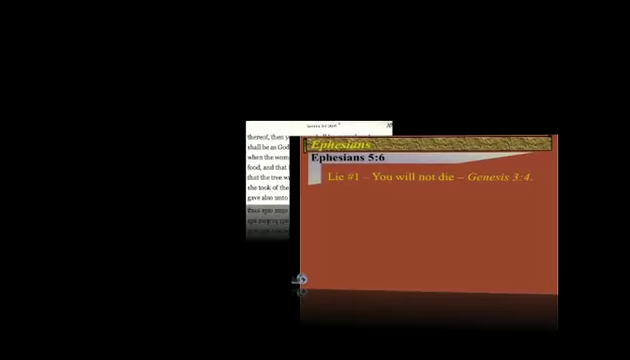 thereof, then
shall be as God
when the wom
food, and that
that the tree wa
she took of the
gave also unto
Ephesians
Ephesians 5:6
Lie #1 – You will not die – Genesis 3:4.